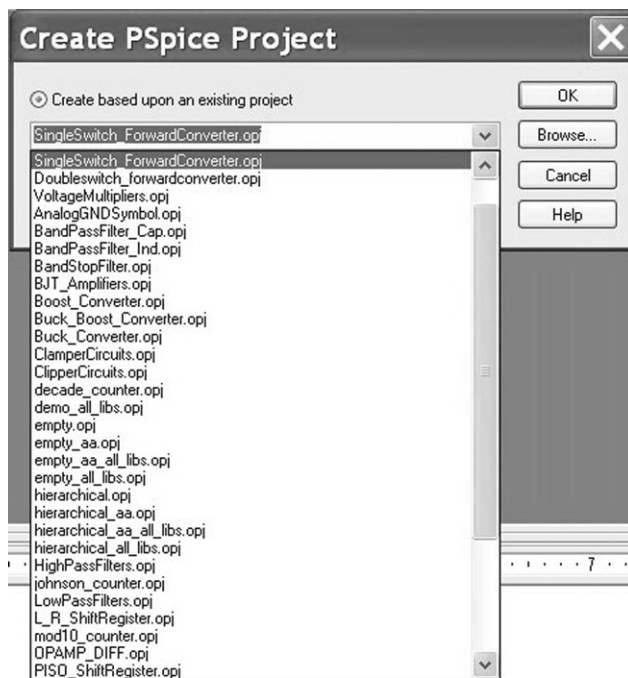 Create PSpice Project
Create based upon an existing project
OK
SingleSwitch_ForwardConverter.opj
Browse...
SingleSwitch_ForwardConverter.opj
Doubleswitch_forwardconverter.opj
Cancel
VoltageMultipliers.opj
AnalogGNDSymbol.opj
Help
BandPassFilter_Cap.opj
BandPassFilter_Ind.opj
BandStopFilter.opj
BJT_Amplifiers.opj
Boost_Converter.opj
Buck_Boost_Converter.opj
Buck_Converter.opj
ClamperCircuits.opj
ClipperCircuits.opj
decade_counter.opj
demo_all_libs.opj
empty.opj
empty_aa.opj
empty_aa_all_libs.opj
empty_all_libs.opj
hierarchical.opj
hierarchical_aa.opj
hierarchical_aa_all_libs.opj
hierarchical_all_libs.opj
HighPassFilters.opj
7
johnson_counter.opj
LowPassFilters.opj
L_R_ShiftRegister.opj
mod10_counter.opj
OPAMP_DIFF.opj
PISO_ShiftRegister.opj